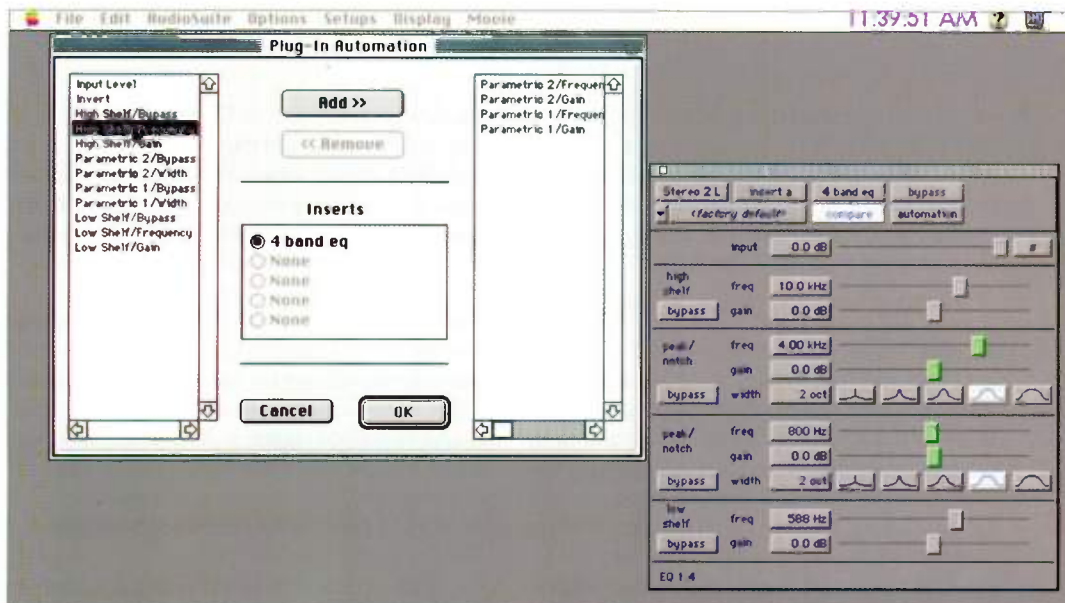 File Edit AudioSuite Options Setups Display Movie 11:39:51 AM ?
Plug-In Automation
Input Level
Invert
High Shelf/Bypass
High Shelf/Frequency
High Shelf/Gain
Parametric 2/Bypass
Parametric 2/Width
Parametric 1/Bypass
Parametric 1/Width
Low Shelf/Bypass
Low Shelf/Frequency
Low Shelf/Gain
Add >>
<< Remove
Inserts
4 band eq
None
None
None
None
Cancel
OK
Parametric 2/Frequen
Parametric 2/Gain
Parametric 1/Frequen
Parametric 1/Gain
Stereo 2 L insert a 4 band eq bypass
<factory default> compare automation
input 0.0 dB ø
high shelf freq 10.0 kHz
bypass gain 0.0 dB
peak/ notch freq 4.00 kHz
gain 0.0 dB
bypass width 2 oct
peak/ notch freq 800 Hz
gain 0.0 dB
bypass width 2 oct
low shelf freq 588 Hz
bypass gain 0.0 dB
EQ 1-4